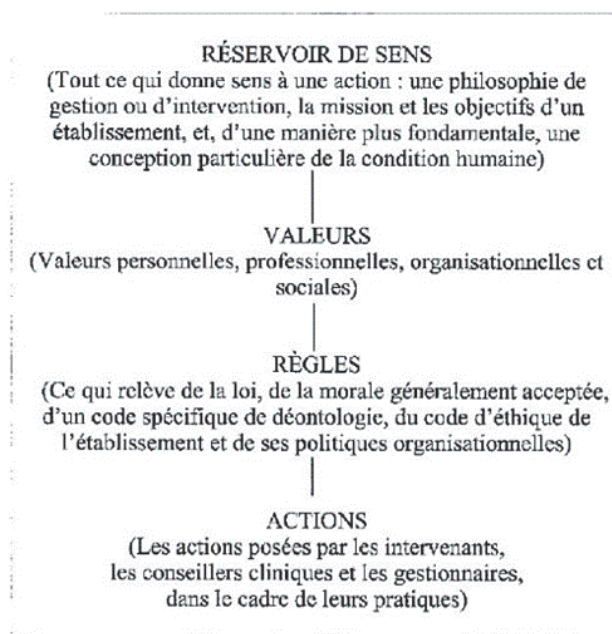 RÉSERVOIR DE SENS
(Tout ce qui donne sens à une action : une philosophie de
gestion ou d'intervention, la mission et les objectifs d'un
établissement, et, d'une manière plus fondamentale, une
conception particulière de la condition humaine)
VALEURS
(Valeurs personnelles, professionnelles, organisationnelles et
sociales)
RÈGLES
(Ce qui relève de la loi, de la morale généralement acceptée,
d'un code spécifique de déontologie, du code d'éthique de
l'établissement et de ses politiques organisationnelles)
ACTIONS
(Les actions posées par les intervenants,
les conseillers cliniques et les gestionnaires,
dans le cadre de leurs pratiques)